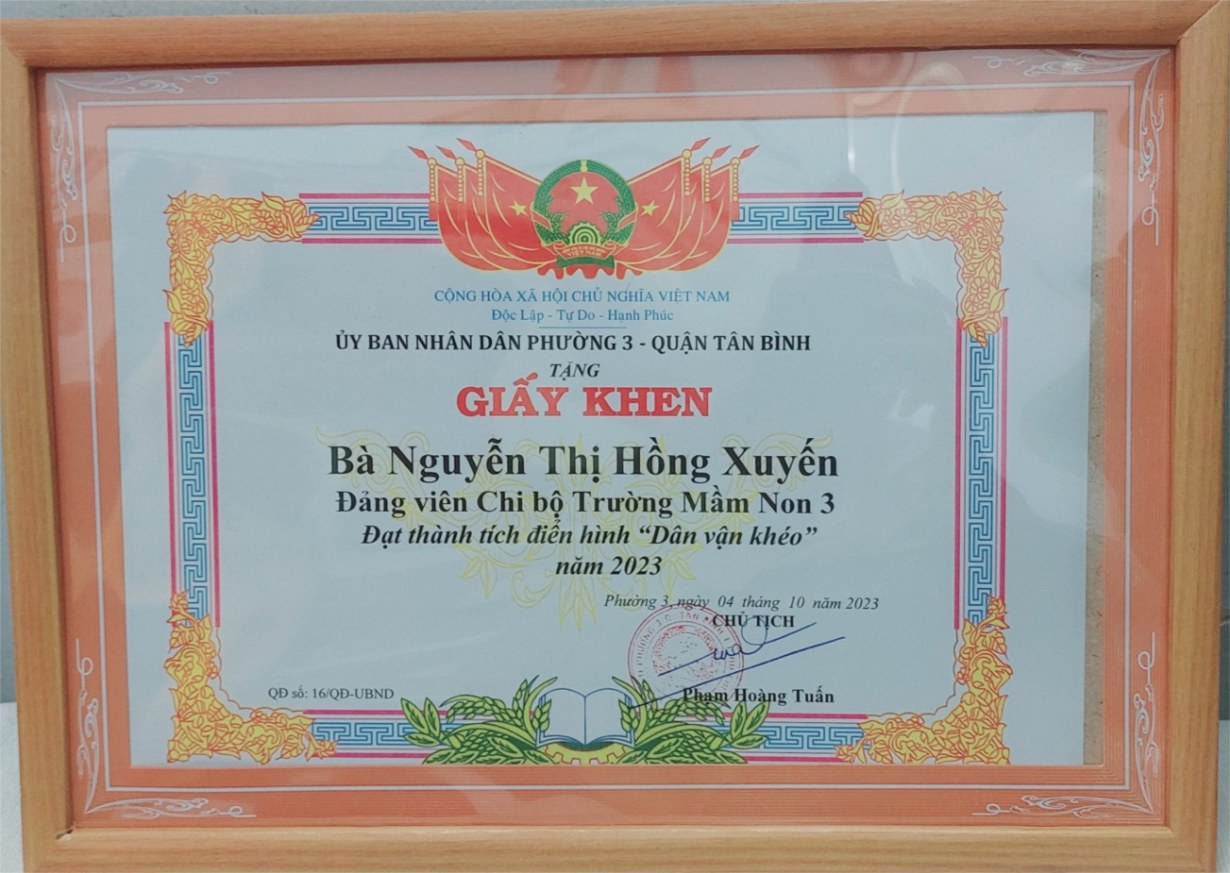 CỘNG HÒA XÃ HỘI CHỦ NGHĨA VIỆT NAM
Độc Lập - Tự Do - Hạnh Phúc
ỦY BAN NHÂN DÂN PHƯỜNG 3 - QUẬN TÂN BÌNH
TẶNG
GIẤY KHEN
Bà Nguyễn Thị Hồng Xuyến
Đảng viên Chi bộ Trường Mầm Non 3
Đạt thành tích điển hình “Dân vận khéo”
năm 2023
Phường 3, ngày 04 tháng 10 năm 2023
CHỦ TỊCH
QĐ số: 16/QĐ-UBND
Phạm Hoàng Tuấn